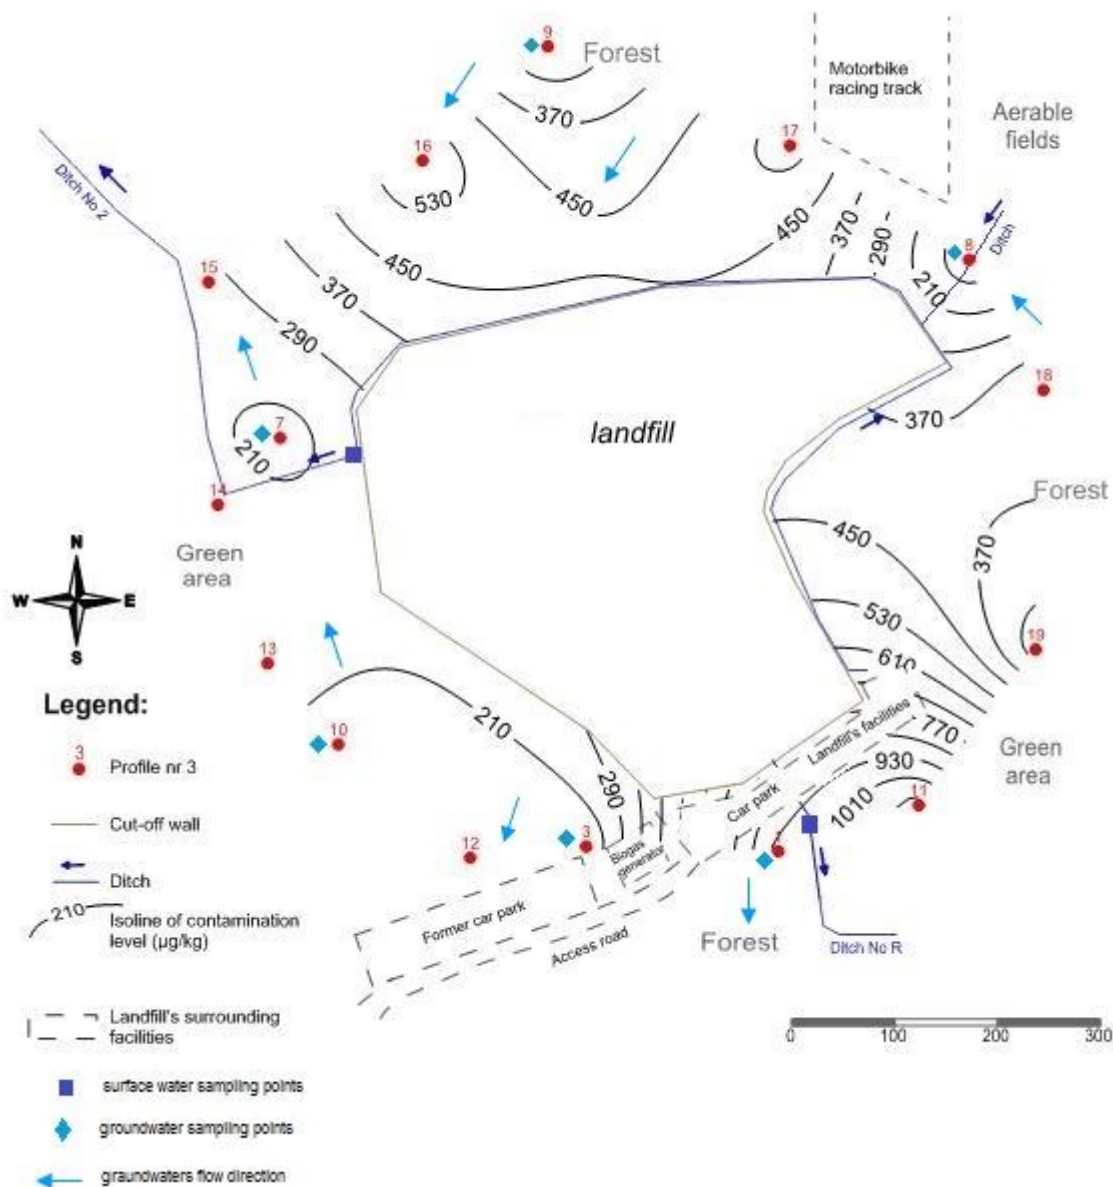 9
Forest
Motorbike
racing track
Aerable
fields
370
16
17
530
450
450
370
290
8
Ditch
210
Ditch No 2
15
450
370
290
18
370
7
210
landfill
14
Forest
Green
area
450
370
N
W
E
S
530
19
13
610
Legend:
210
10
Landfill's facilities
770
Green
area
3
Profile nr 3
290
930
11
Car park
1010
Cut-off wall
12
3
1
Biogas
generator
Ditch
210
Isoline of contamination
level (µg/kg)
Former car park
Access road
Forest
Ditch No R
Landfill's surrounding
facilities
0
100
200
300
surface water sampling points
groundwater sampling points
graundwaters flow direction